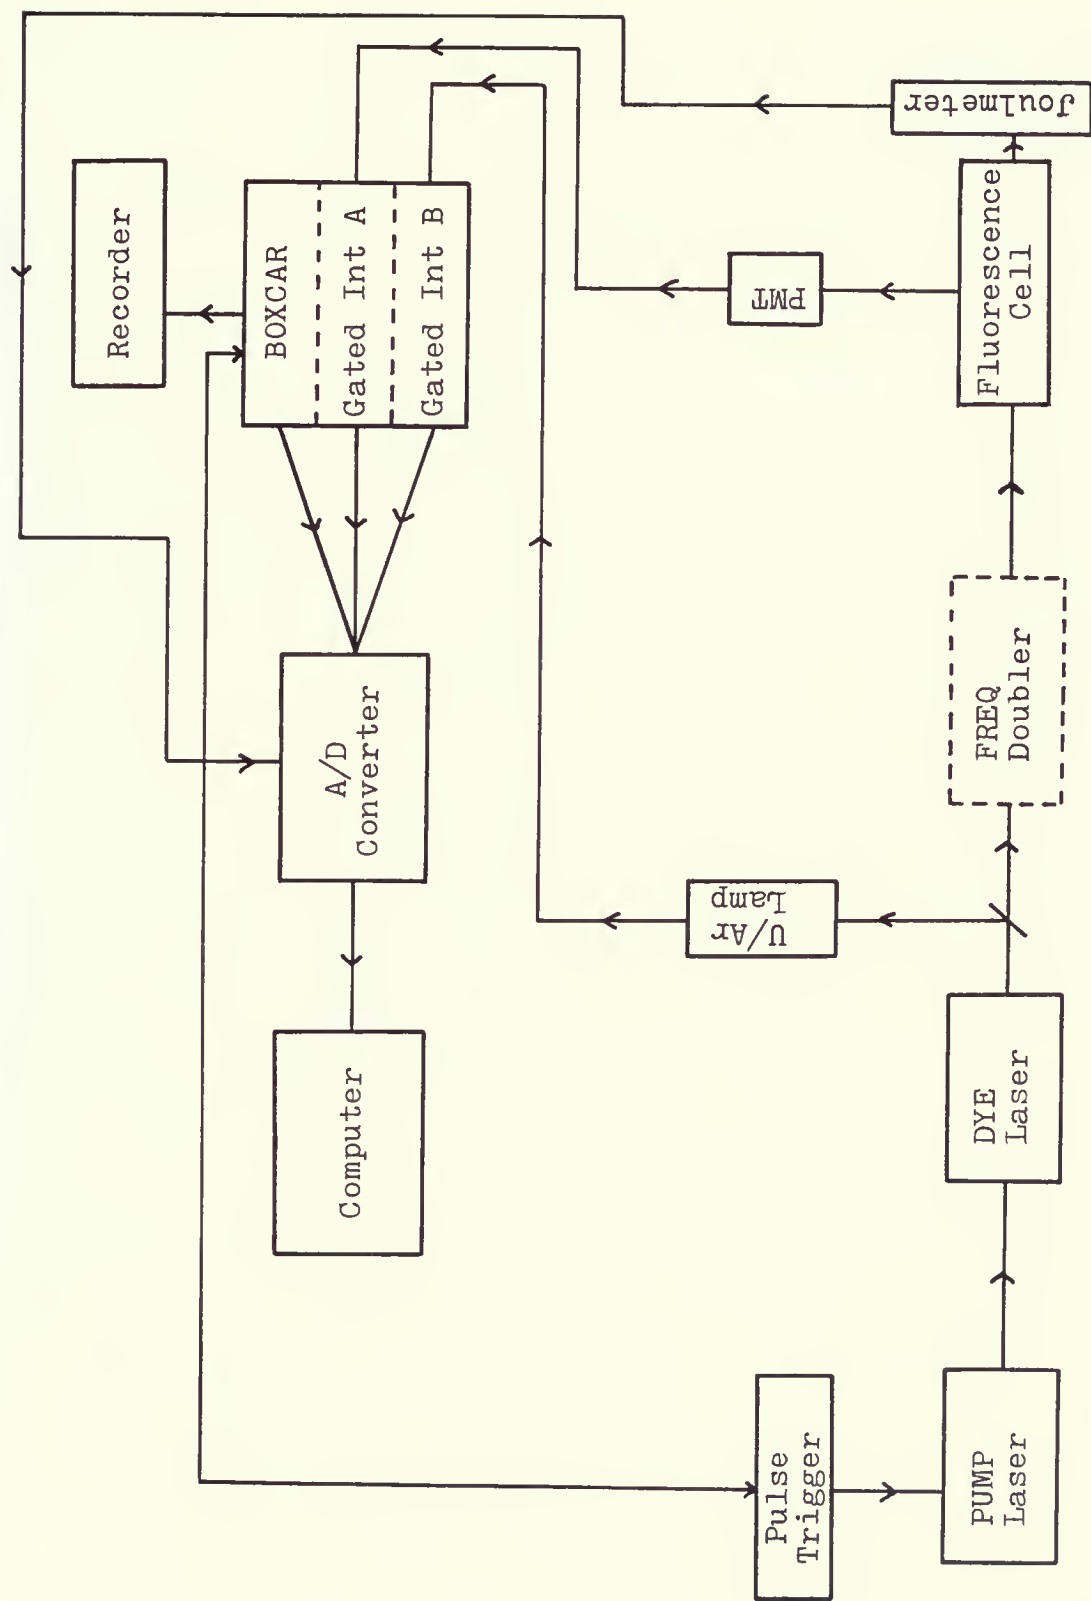 Recorder
BOXCAR
Gated Int A
Gated Int B
A/D
Converter
Computer
Joulmeter
PMT
Fluorescence
Cell
U/Ar
Lamp
FREQ
Doubler
DYE
Laser
Pulse
Trigger
PUMP
Laser